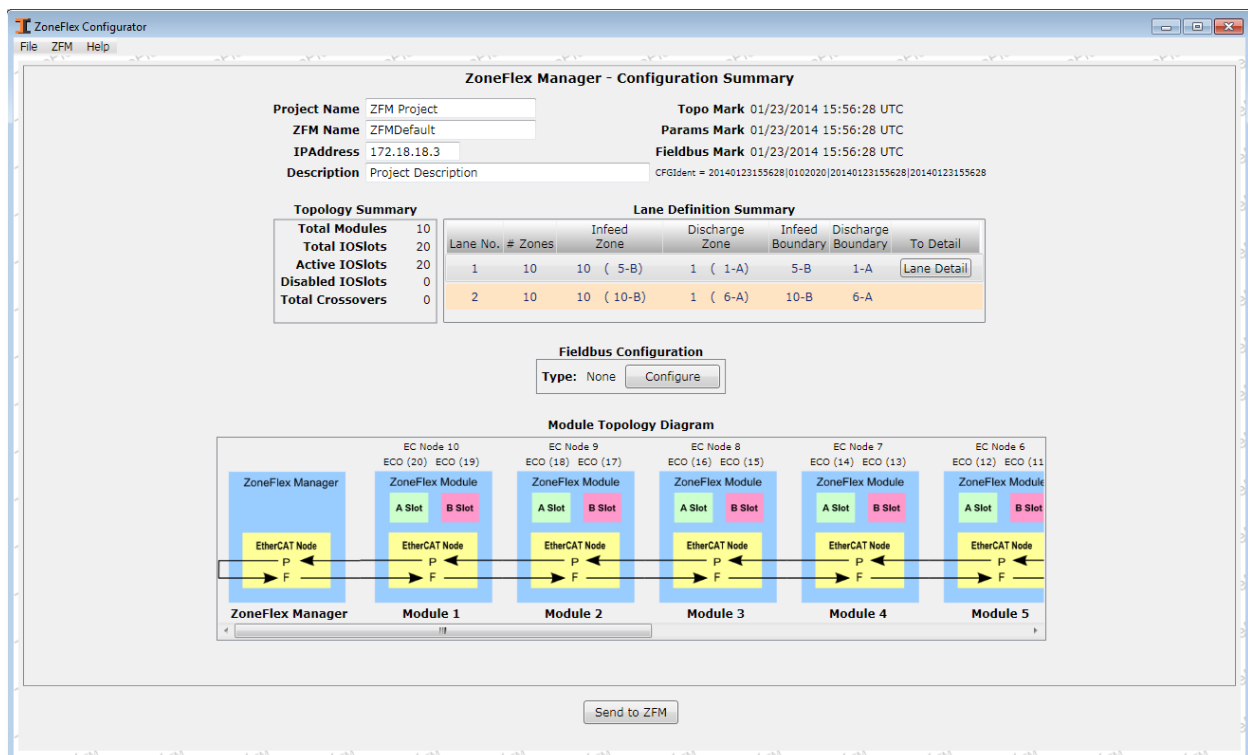 ZoneFlex Configurator
File ZFM Help
ZoneFlex Manager - Configuration Summary
Project Name ZFM Project
Topo Mark 01/23/2014 15:56:28 UTC
ZFM Name ZFMDefault
Params Mark 01/23/2014 15:56:28 UTC
IPAddress 172.18.18.3
Fieldbus Mark 01/23/2014 15:56:28 UTC
Description Project Description
CFGIdent = 20140123155628|0102020|20140123155628|20140123155628
Topology Summary
Total Modules 10
Total IOSlots 20
Active IOSlots 20
Disabled IOSlots 0
Total Crossovers 0
Lane Definition Summary
Infeed Discharge Infeed Discharge
Lane No. # Zones Zone Zone Boundary Boundary To Detail
1 10 10 ( 5-B) 1 ( 1-A) 5-B 1-A Lane Detail
2 10 10 ( 10-B) 1 ( 6-A) 10-B 6-A
Fieldbus Configuration
Type: None Configure
Module Topology Diagram
EC Node 10 EC Node 9 EC Node 8 EC Node 7 EC Node 6
ECO (20) ECO (19) ECO (18) ECO (17) ECO (16) ECO (15) ECO (14) ECO (13) ECO (12) ECO (11
ZoneFlex Manager ZoneFlex Module ZoneFlex Module ZoneFlex Module ZoneFlex Module ZoneFlex Module
A Slot B Slot A Slot B Slot A Slot B Slot A Slot B Slot A Slot B Slot
EtherCAT Node EtherCAT Node EtherCAT Node EtherCAT Node EtherCAT Node EtherCAT Node
P P P P P P
F F F F F F
ZoneFlex Manager Module 1 Module 2 Module 3 Module 4 Module 5
Send to ZFM